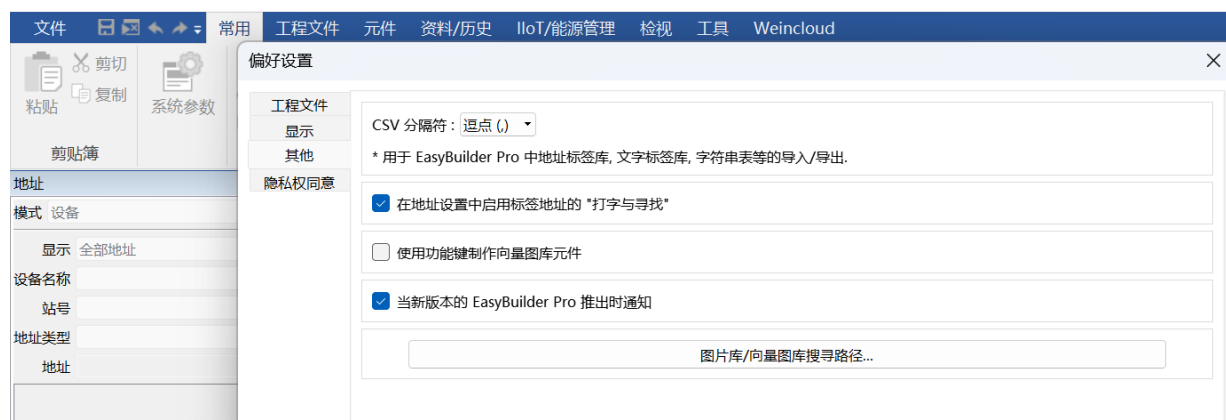 文件 常用 工程文件 元件 资料/历史 IIoT/能源管理 检视 工具 Weincloud
粘贴 剪切 复制 系统参数
剪贴簿
地址
模式 设备
显示 全部地址
设备名称
站号
地址类型
地址
偏好设置
工程文件
显示
其他
隐私权同意
CSV 分隔符 : 逗点 (,)
* 用于 EasyBuilder Pro 中地址标签库, 文字标签库, 字符串表等的导入/导出.
在地址设置中启用标签地址的 "打字与寻找"
使用功能键制作向量图库元件
当新版本的 EasyBuilder Pro 推出时通知
图片库/向量图库搜寻路径...